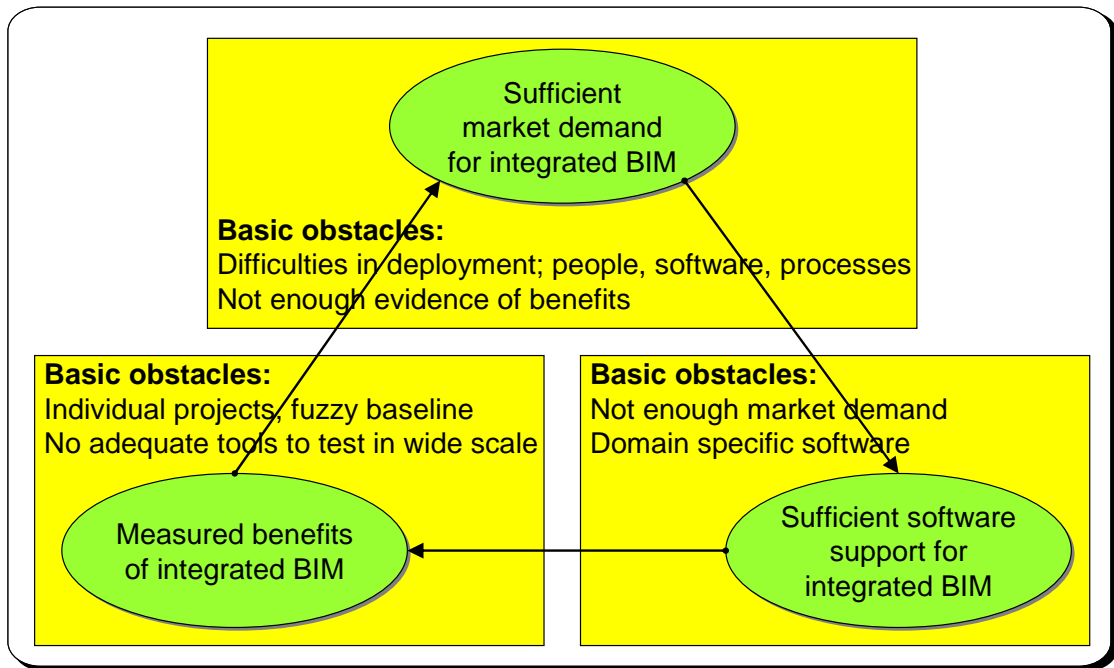 Sufficient
market demand
for integrated BIM
Basic obstacles:
Difficulties in deployment; people, software, processes
Not enough evidence of benefits
Basic obstacles:
Individual projects, fuzzy baseline
No adequate tools to test in wide scale
Measured benefits
of integrated BIM
Basic obstacles:
Not enough market demand
Domain specific software
Sufficient software
support for
integrated BIM